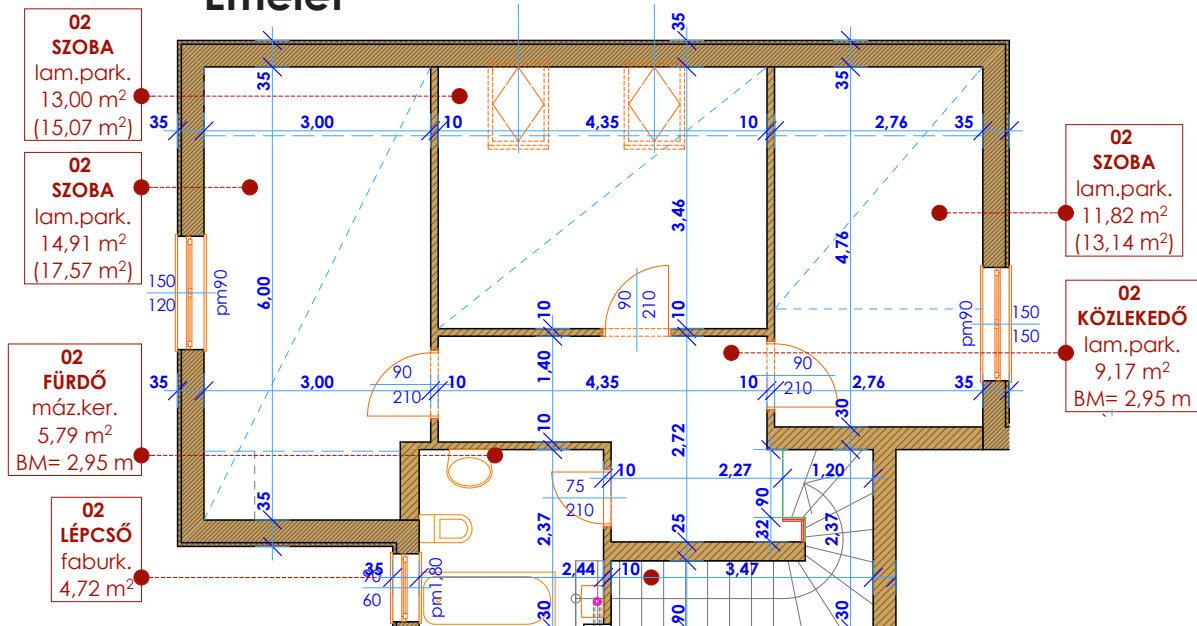 Emelet
02
SZOBA
lam.park.
13,00 m²
(15,07 m²)
02
SZOBA
lam.park.
14,91 m²
(17,57 m²)
02
FÜRDŐ
máz.ker.
5,79 m²
BM= 2,95 m
02
LÉPCSŐ
faburk.
4,72 m²
02
SZOBA
lam.park.
11,82 m²
(13,14 m²)
02
KÖZLEKEDŐ
lam.park.
9,17 m²
BM= 2,95 m
35
35
35
35
35
3,00
10
4,35
10
2,76
35
3,46
4,76
6,00
150
120
pm90
90
210
10
10
pm90
150
150
35
3,00
90
210
10
1,40
4,35
10
90
210
2,76
35
30
10
2,72
10
2,27
1,20
75
210
90
32
2,37
2,37
35
25
35
90
60
pm1,80
2,44
10
3,47
30
90
30